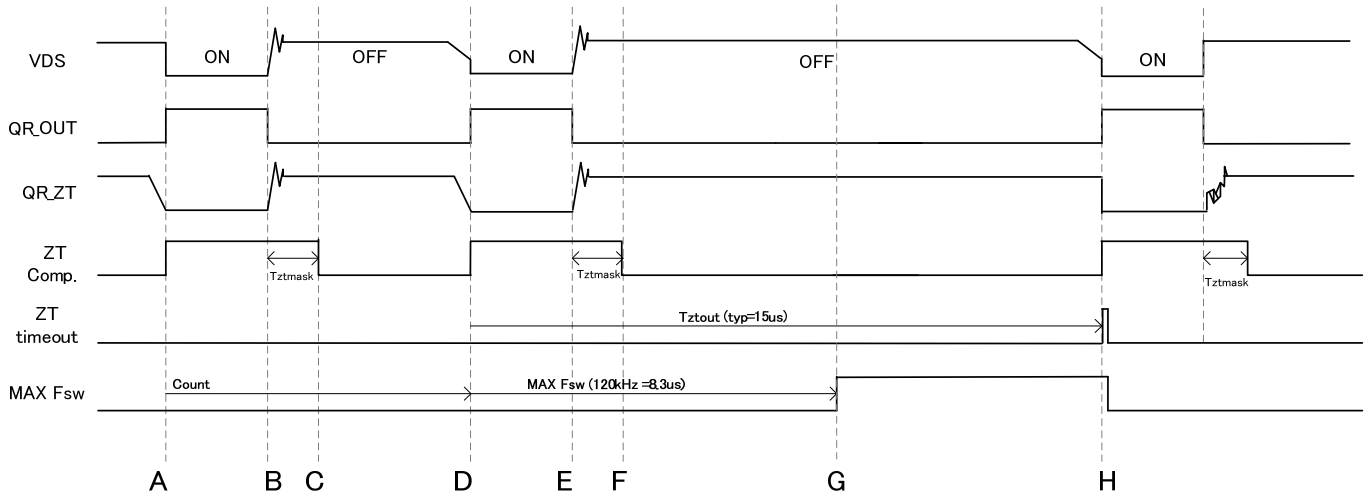 VDS
ON
OFF
ON
OFF
ON
QR_OUT
QR_ZT
ZT
Comp.
Tztmask
Tztmask
Tztmask
ZT
timeout
Tztout (typ=15us)
MAX Fsw
Count
MAX Fsw (120kHz =8.3us)
A
B
C
D
E
F
G
H